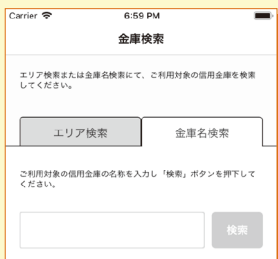 Carrier 6:59 PM
金庫検索
エリア検索または金庫名検索にて、ご利用対象の信用金庫を検索
してください。
エリア検索 金庫名検索
ご利用対象の信用金庫の名称を入力し「検索」ボタンを押下して
ください。
検索